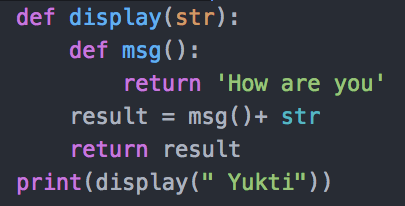 def display(str):
    def msg():
        return 'How are you'
    result = msg()+ str
    return result
print(display(" Yukti"))